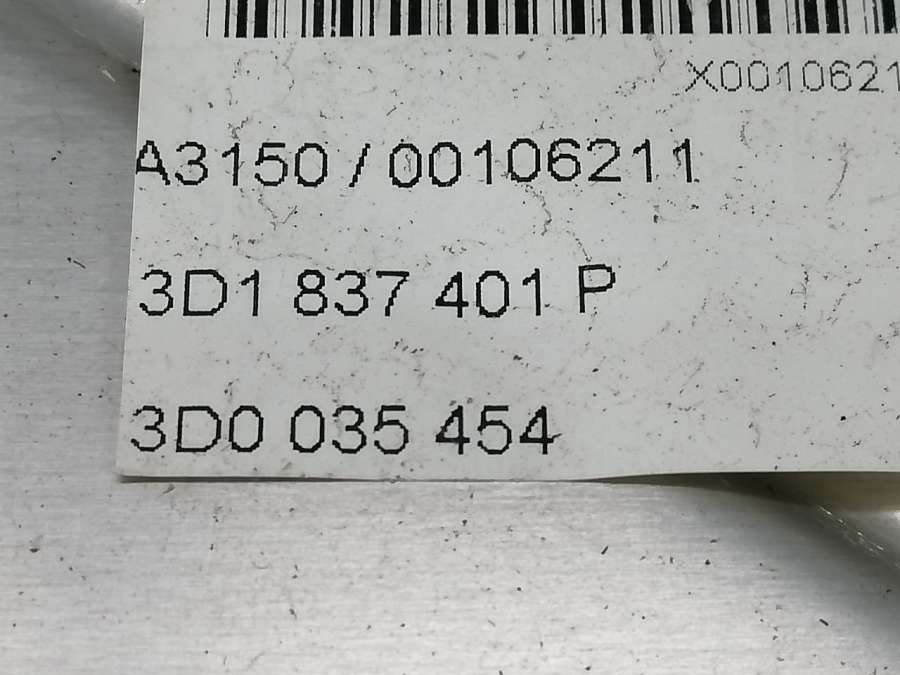 X0010621
A3150 / 00106211
3D1 837 401 P
3D0 035 454